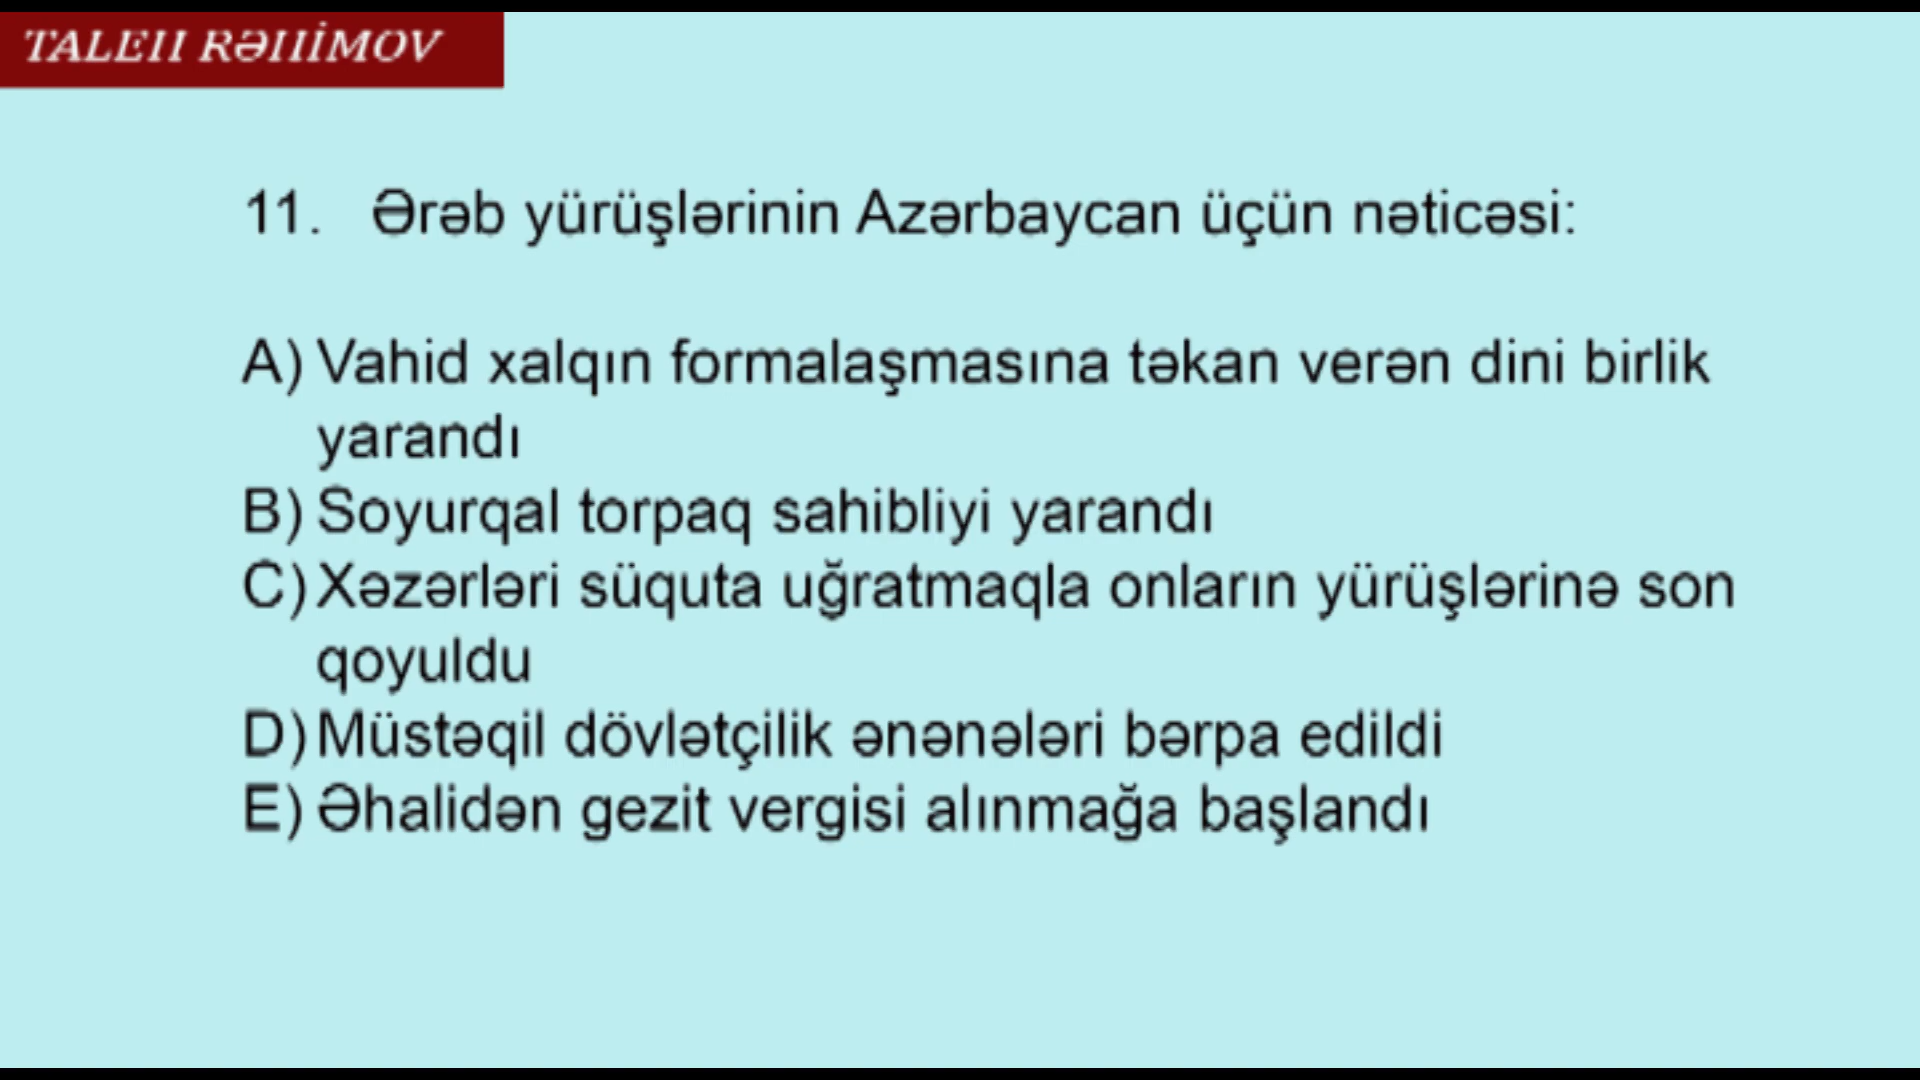 TALEH RƏHİMOV
11. Ərəb yürüşlərinin Azərbaycan üçün nəticəsi:
A) Vahid xalqın formalaşmasına təkan verən dini birlik
yarandı
B) Soyurqal torpaq sahibliyi yarandı
C) Xəzərləri süquta uğratmaqla onların yürüşlərinə son
qoyuldu
D) Müstəqil dövlətçilik ənənələri bərpa edildi
E) Əhalidən gezit vergisi alınmağa başlandı